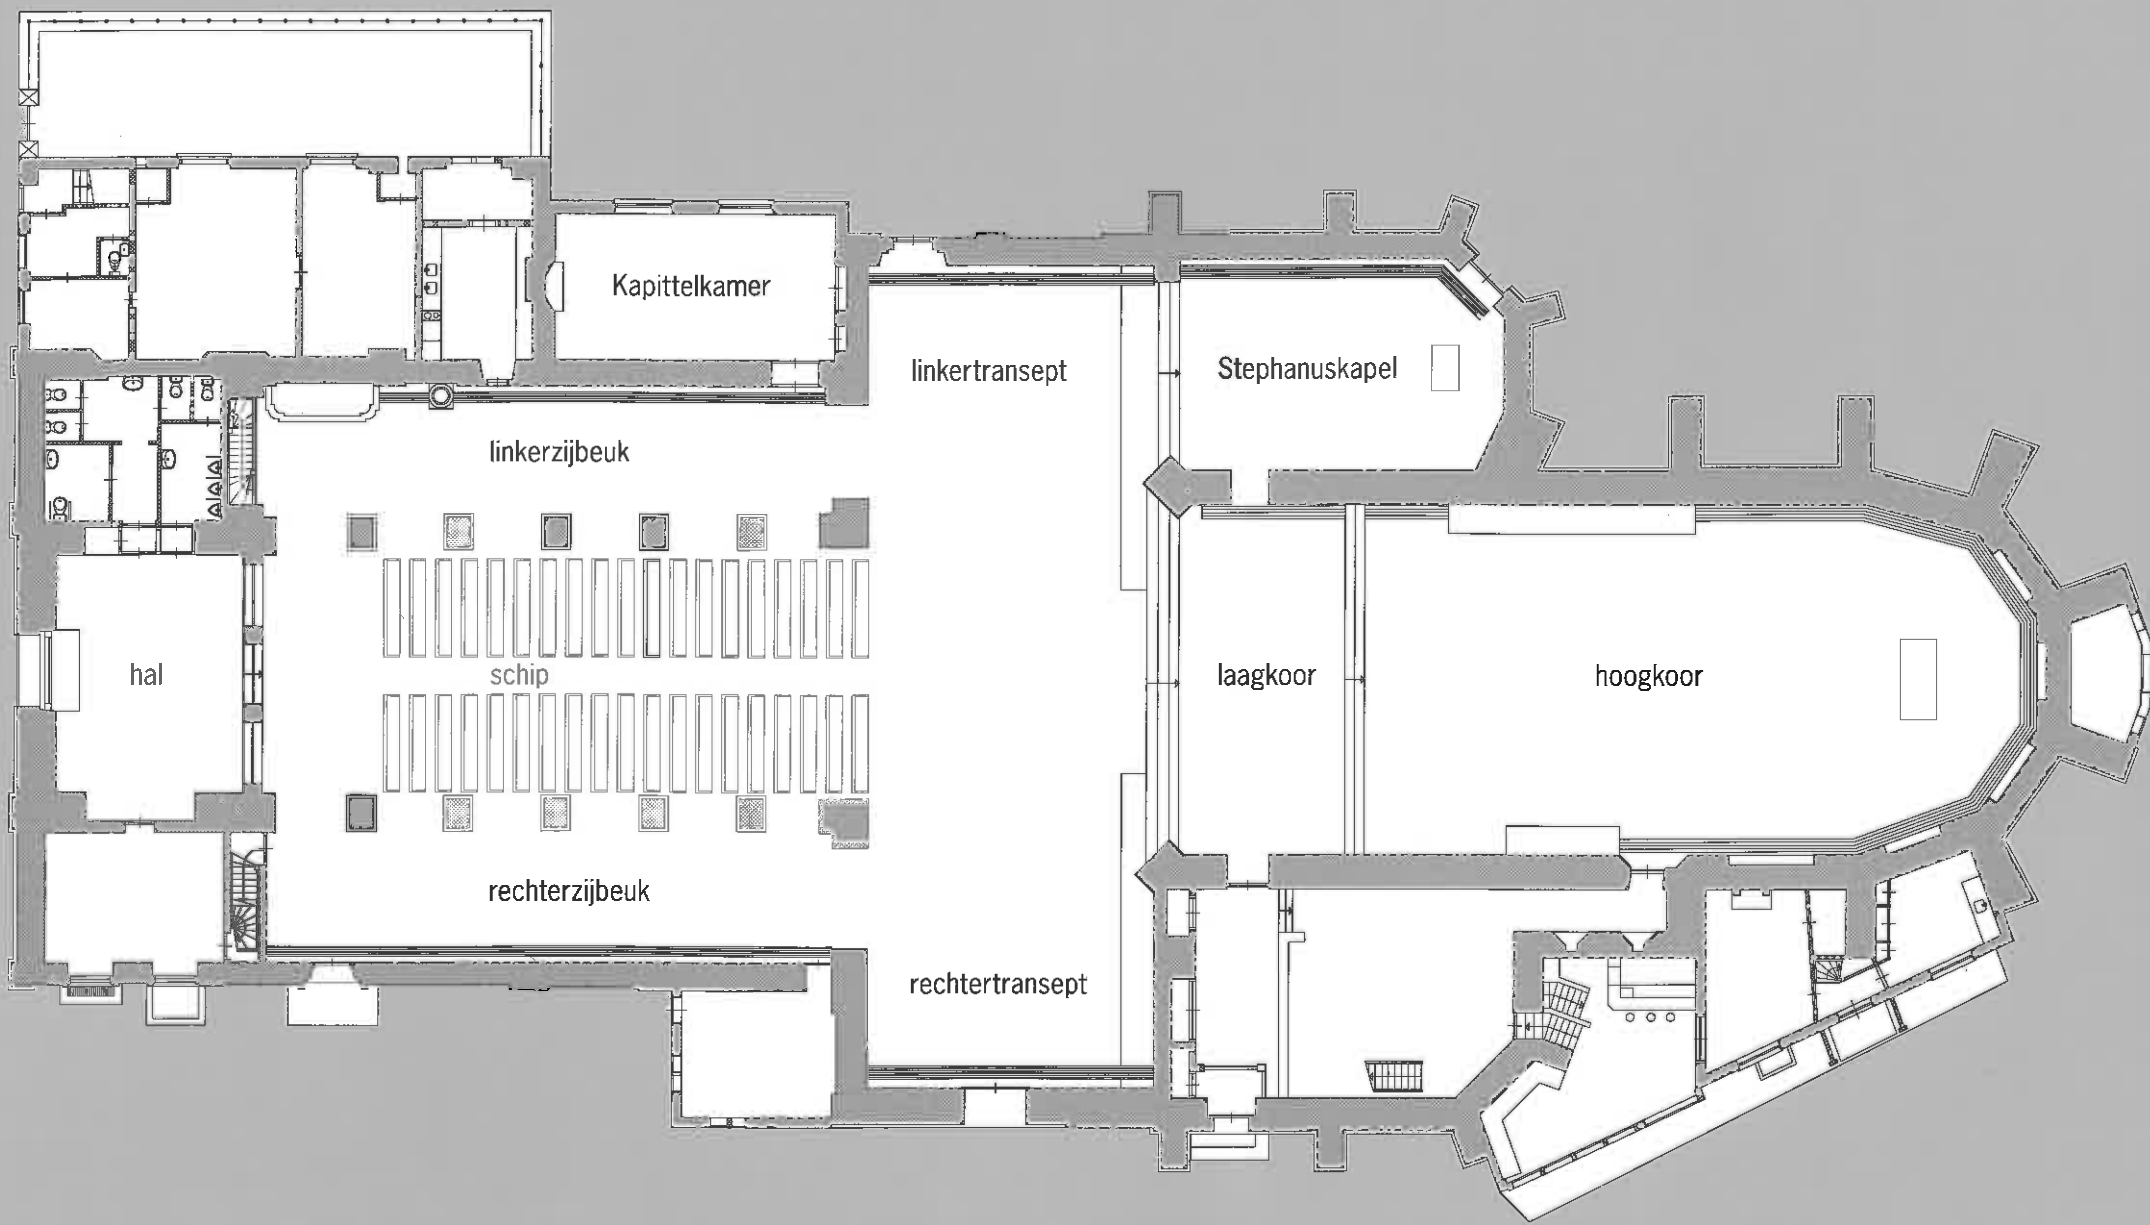 Kapittelkamer
linkertransept
Stephanuskapel
linkerzijbeuk
hal
schip
laagkoor
hoogkoor
rechterzijbeuk
rechtertransept